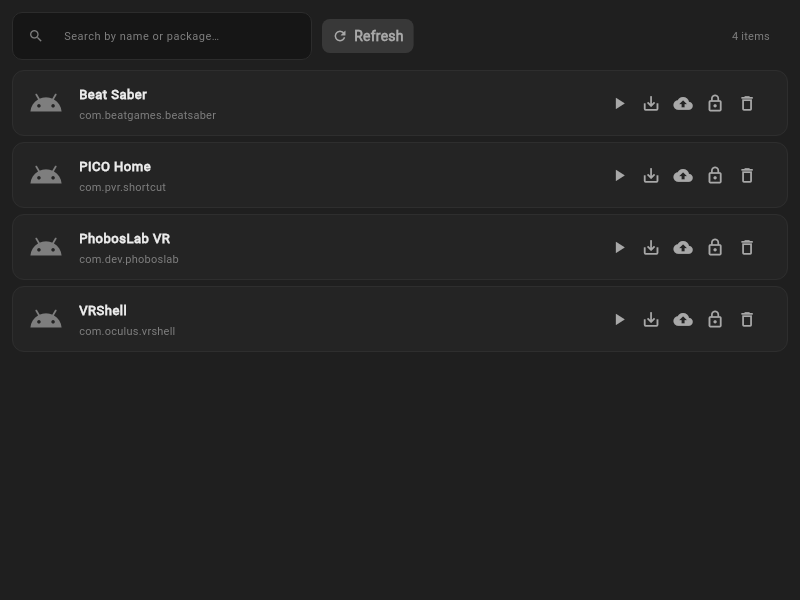 Search by name or package…
Refresh
4 items
Beat Saber
com.beatgames.beatsaber
PICO Home
com.pvr.shortcut
PhobosLab VR
com.dev.phoboslab
VRShell
com.oculus.vrshell